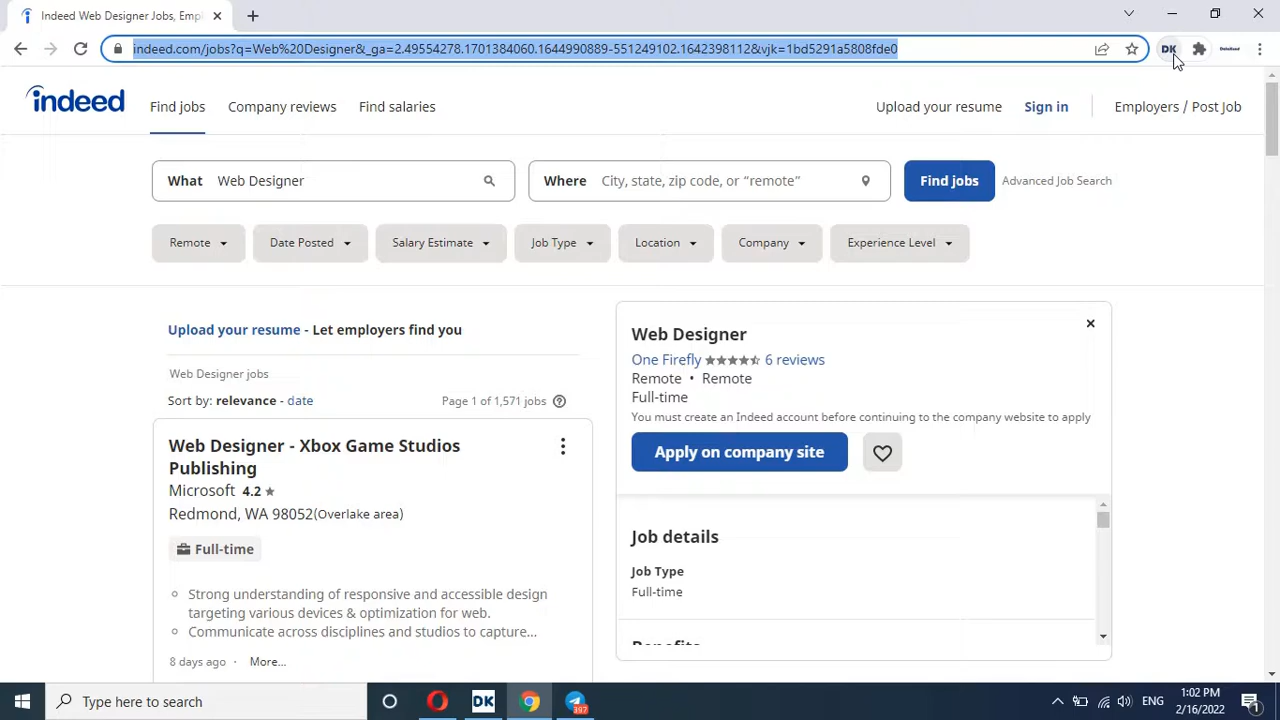 Indeed Web Designer Jobs, Empl
indeed.com/jobs?q=Web%20Designer&_ga=2.49554278.1701384060.1644990889-551249102.1642398112&vjk=1bd5291a5808fde0
DK
indeed
Find jobs
Company reviews
Find salaries
Upload your resume
Sign in
Employers / Post Job
What Web Designer
Where City, state, zip code, or “remote”
Find jobs
Advanced Job Search
Remote
Date Posted
Salary Estimate
Job Type
Location
Company
Experience Level
Upload your resume - Let employers find you
Web Designer jobs
Sort by: relevance - date
Page 1 of 1,571 jobs
Web Designer - Xbox Game Studios
Publishing
Microsoft 4.2
Redmond, WA 98052(Overlake area)
Full-time
Strong understanding of responsive and accessible design
targeting various devices & optimization for web.
Communicate across disciplines and studios to capture...
8 days ago · More...
Web Designer
One Firefly 6 reviews
Remote • Remote
Full-time
You must create an Indeed account before continuing to the company website to apply
Apply on company site
Job details
Job Type
Full-time
Benefits
Type here to search
DK
397
ENG
1:02 PM
2/16/2022
1